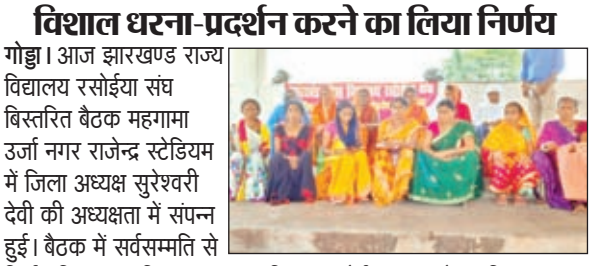 विशाल धरना-प्रदर्शन करने का लिया निर्णय
गोड्डा। आज झारखण्ड राज्य
विद्यालय रसोईया संघ
बिस्तरित बैठक महगामा
उर्जा नगर राजेन्द्र स्टेडियम
में जिला अध्यक्ष सुरेश्वरी
देवी की अध्यक्षता में संपन्न
हुई। बैठक में सर्वसम्मति से